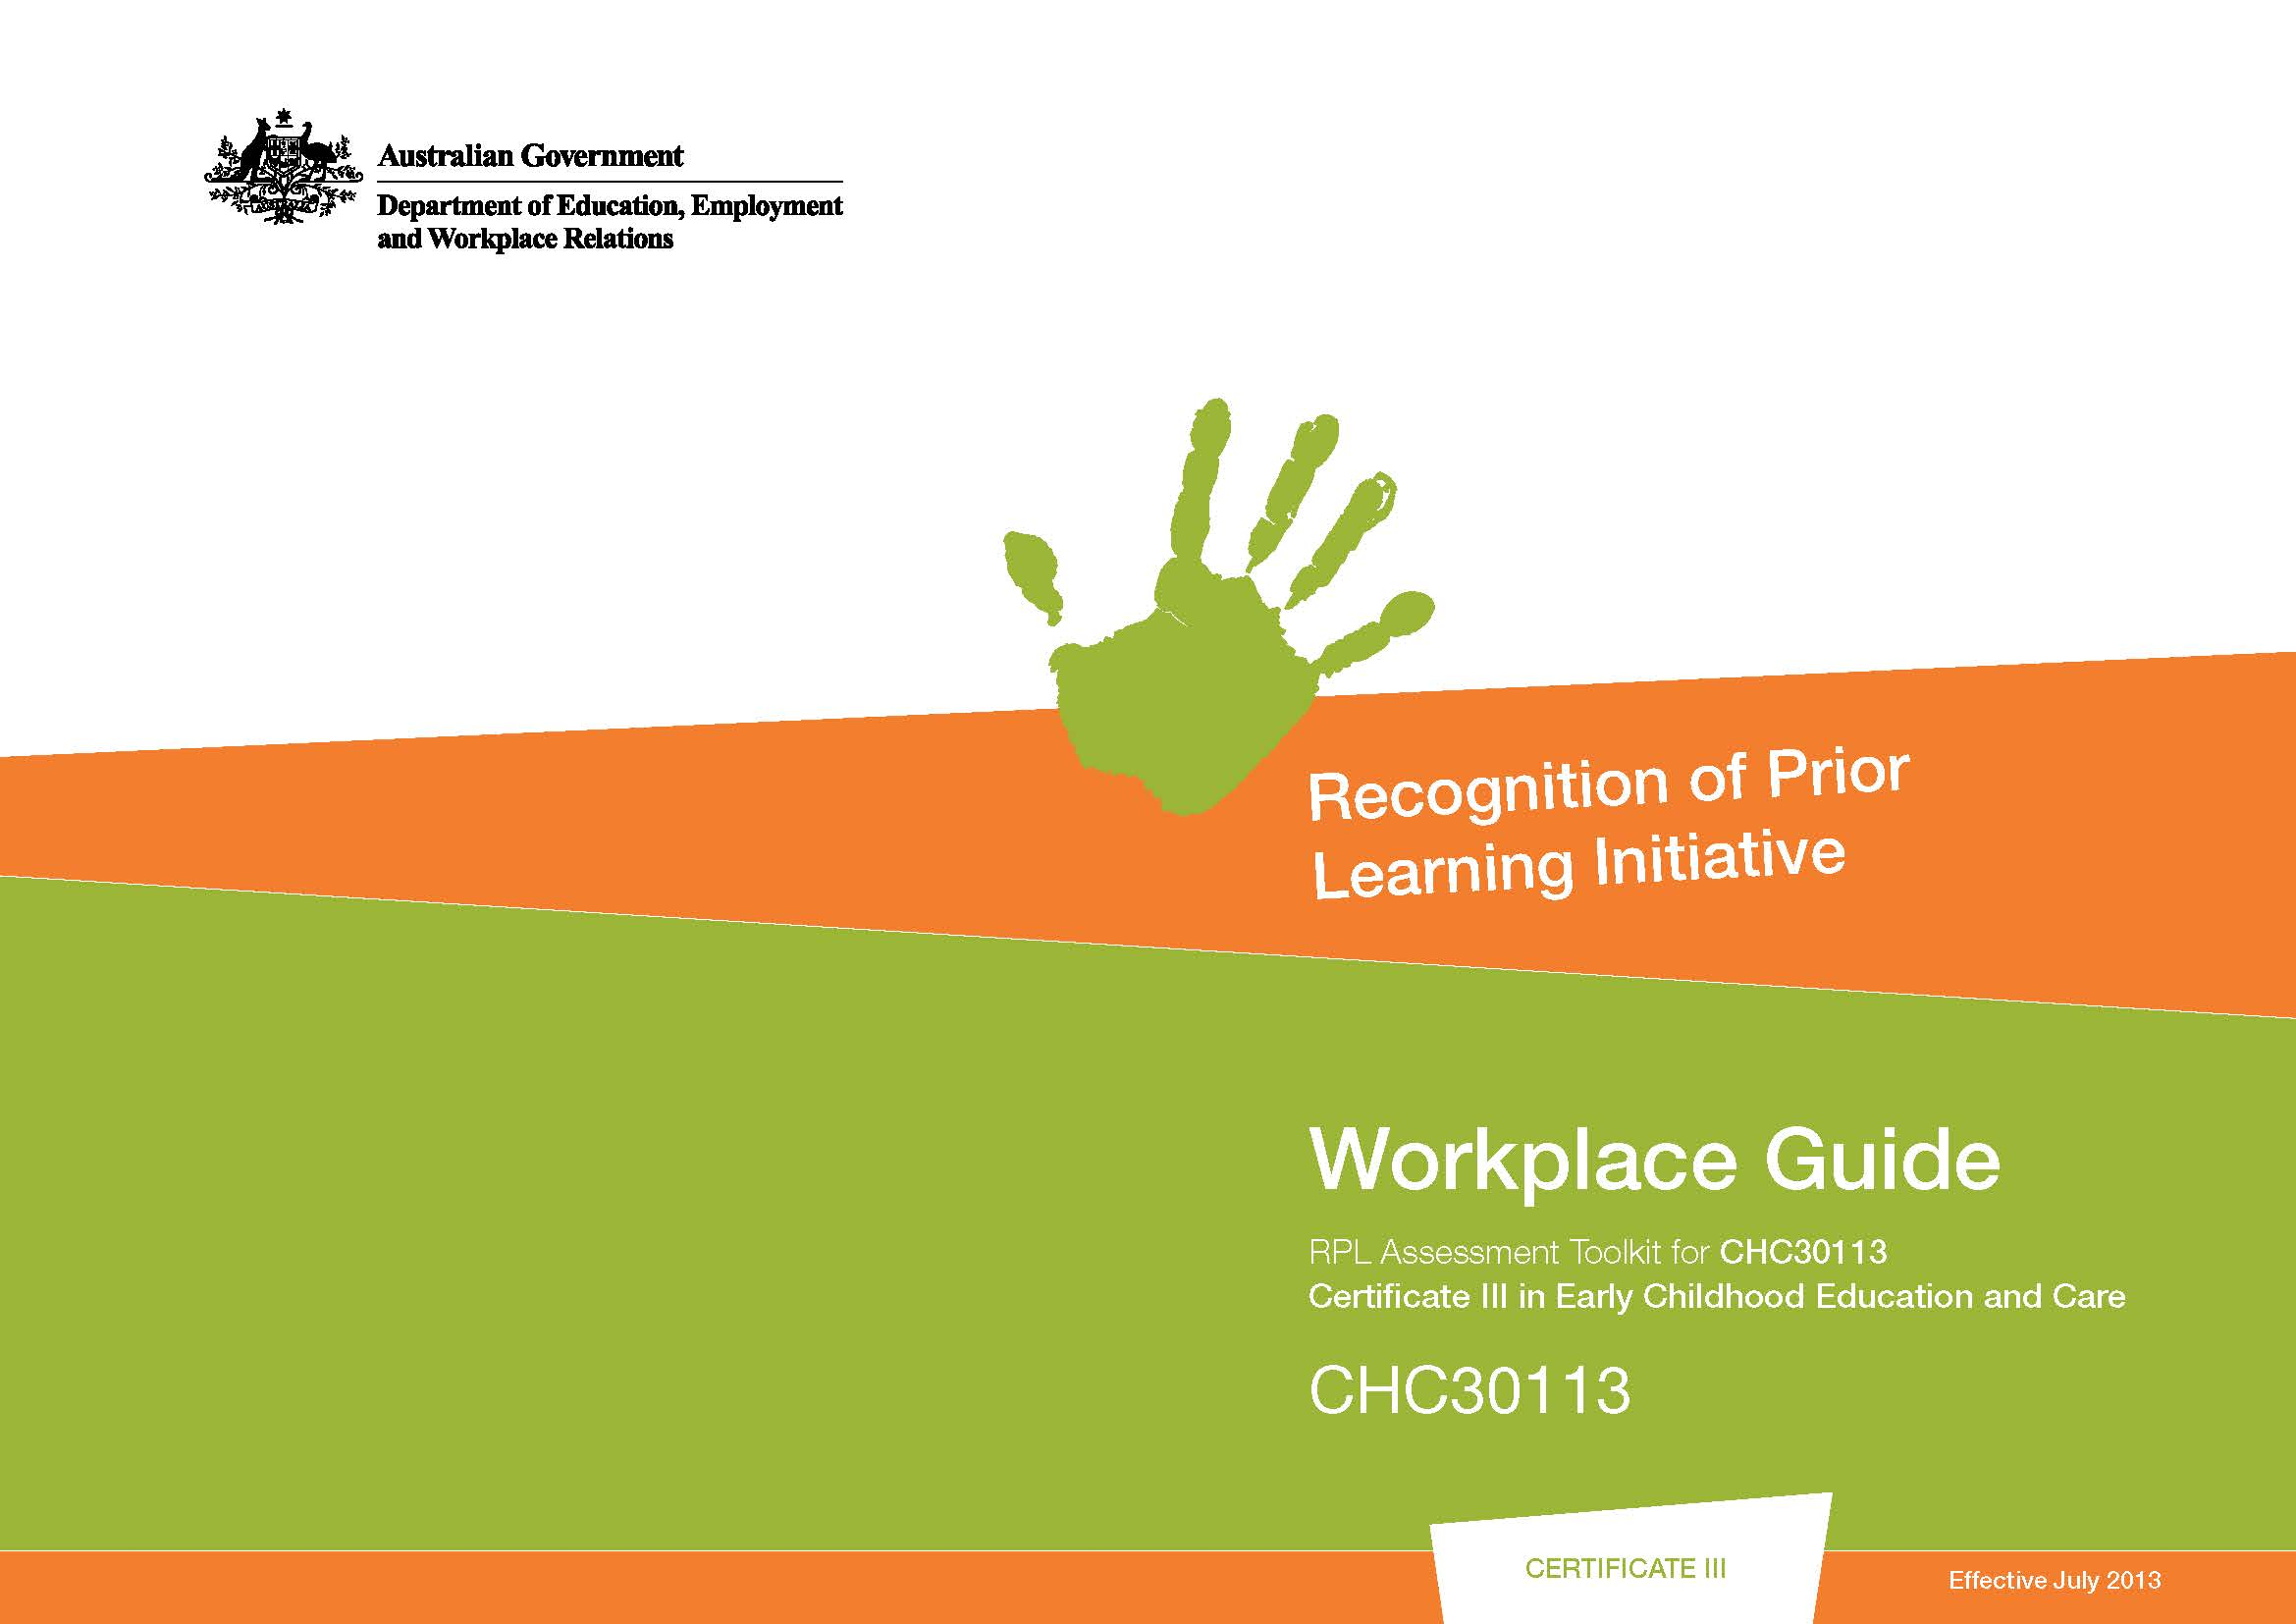 Australian Government
Department of Education, Employment
and Workplace Relations
Recognition of Prior
Learning Initiative
Workplace Guide
RPL Assessment Toolkit for CHC30113
Certificate III in Early Childhood Education and Care
CHC30113
CERTIFICATE III
Effective July 2013